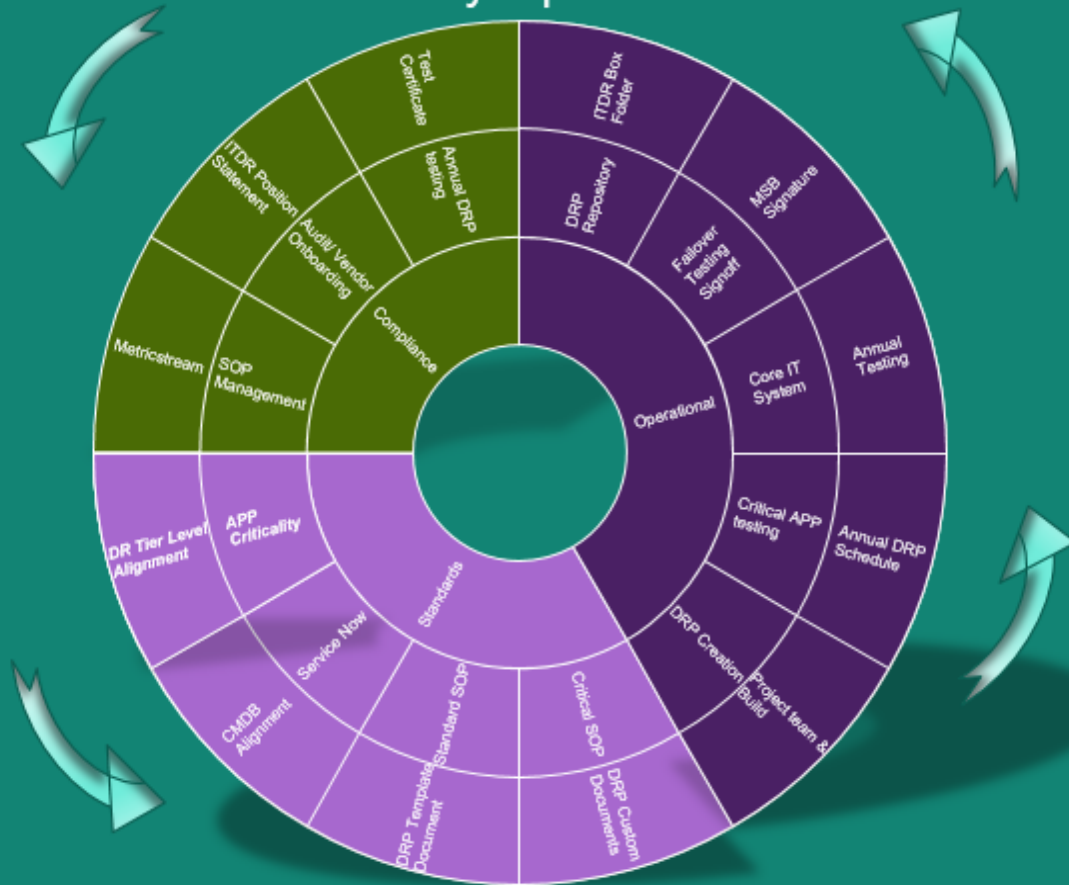 Test
Certificate
ITDR Box
Folder
ITDR Position
Statement
Annual DRP
testing
DRP
Repository
MSB
Signature
Audit/ Vendor
Onboarding
Failover
Testing
Signoff
Compliance
Metricstream
SOP
Management
Operational
Core IT
System
Annual
Testing
DR Tier Level
Alignment
APP
Criticality
Critical APP
testing
Annual DRP
Schedule
Standards
Service Now
DRP Creation
Project team &
Build
CMDB
Alignment
Standard SOP
Critical SOP
DRP Template
Document
DRP Custom
Documents